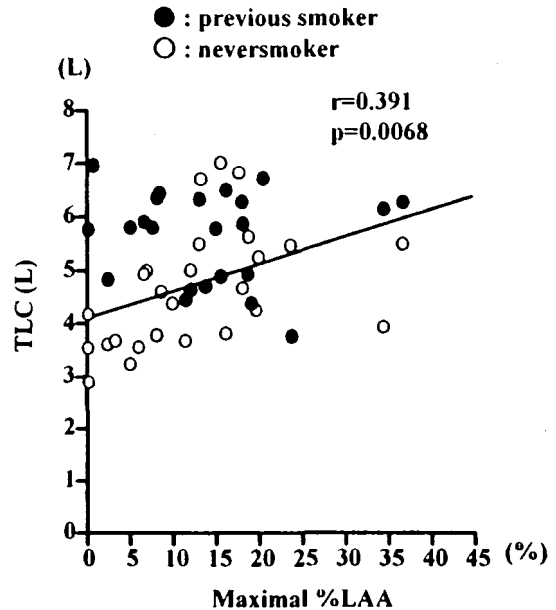 ● : previous smoker
○ : neversmoker
(L)
r=0.391
p=0.0068
8
7
6
5
4
3
2
1
0
TLC (L)
0 5 10 15 20 25 30 35 40 45 (%)
Maximal %LAA